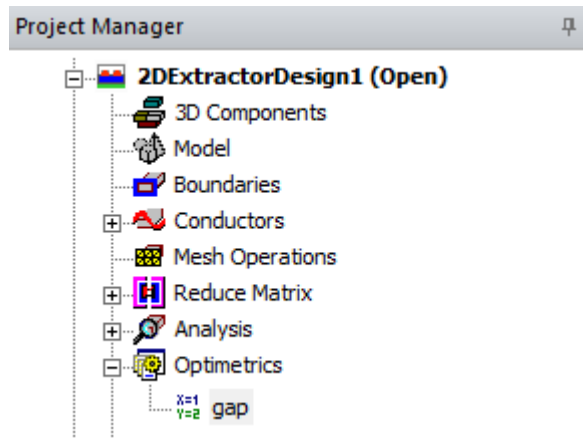 Project Manager
2DExtractorDesign1 (Open)
3D Components
Model
Boundaries
Conductors
Mesh Operations
Reduce Matrix
Analysis
Optimetrics
X=1
Y=2 gap